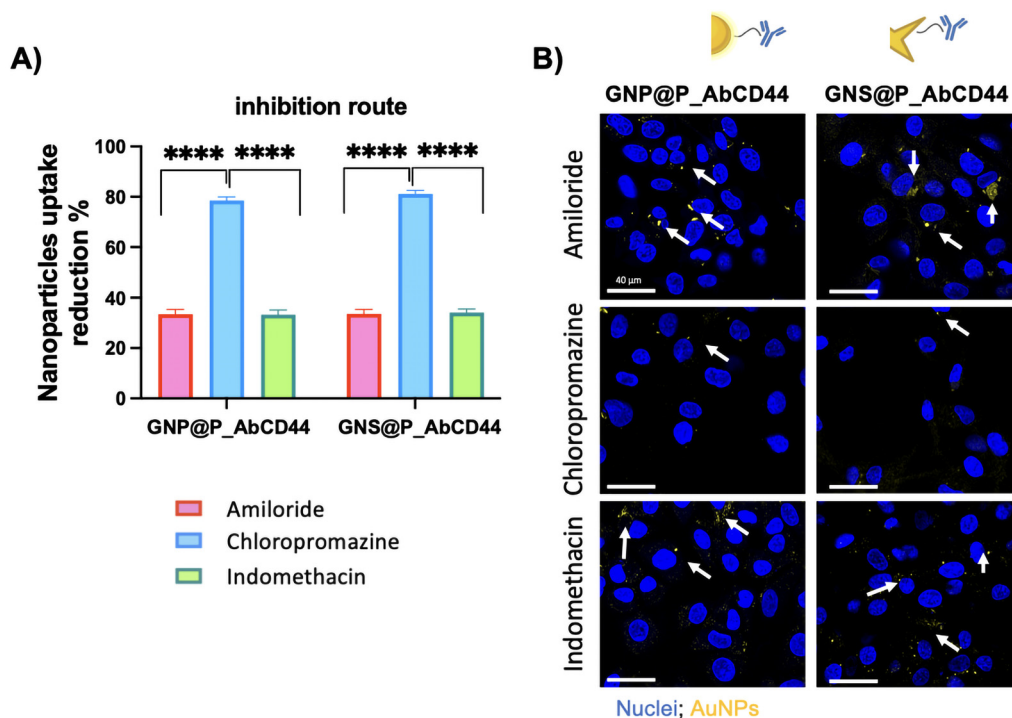 A)
inhibition route
Nanoparticles uptake
reduction %
100
80
60
40
20
0
**** ****
**** ****
GNP@P_AbCD44
GNS@P_AbCD44
Amiloride
Chloropromazine
Indomethacin
B)
GNP@P_AbCD44
GNS@P_AbCD44
Amiloride
40 μm
Chloropromazine
Indomethacin
Nuclei; AuNPs